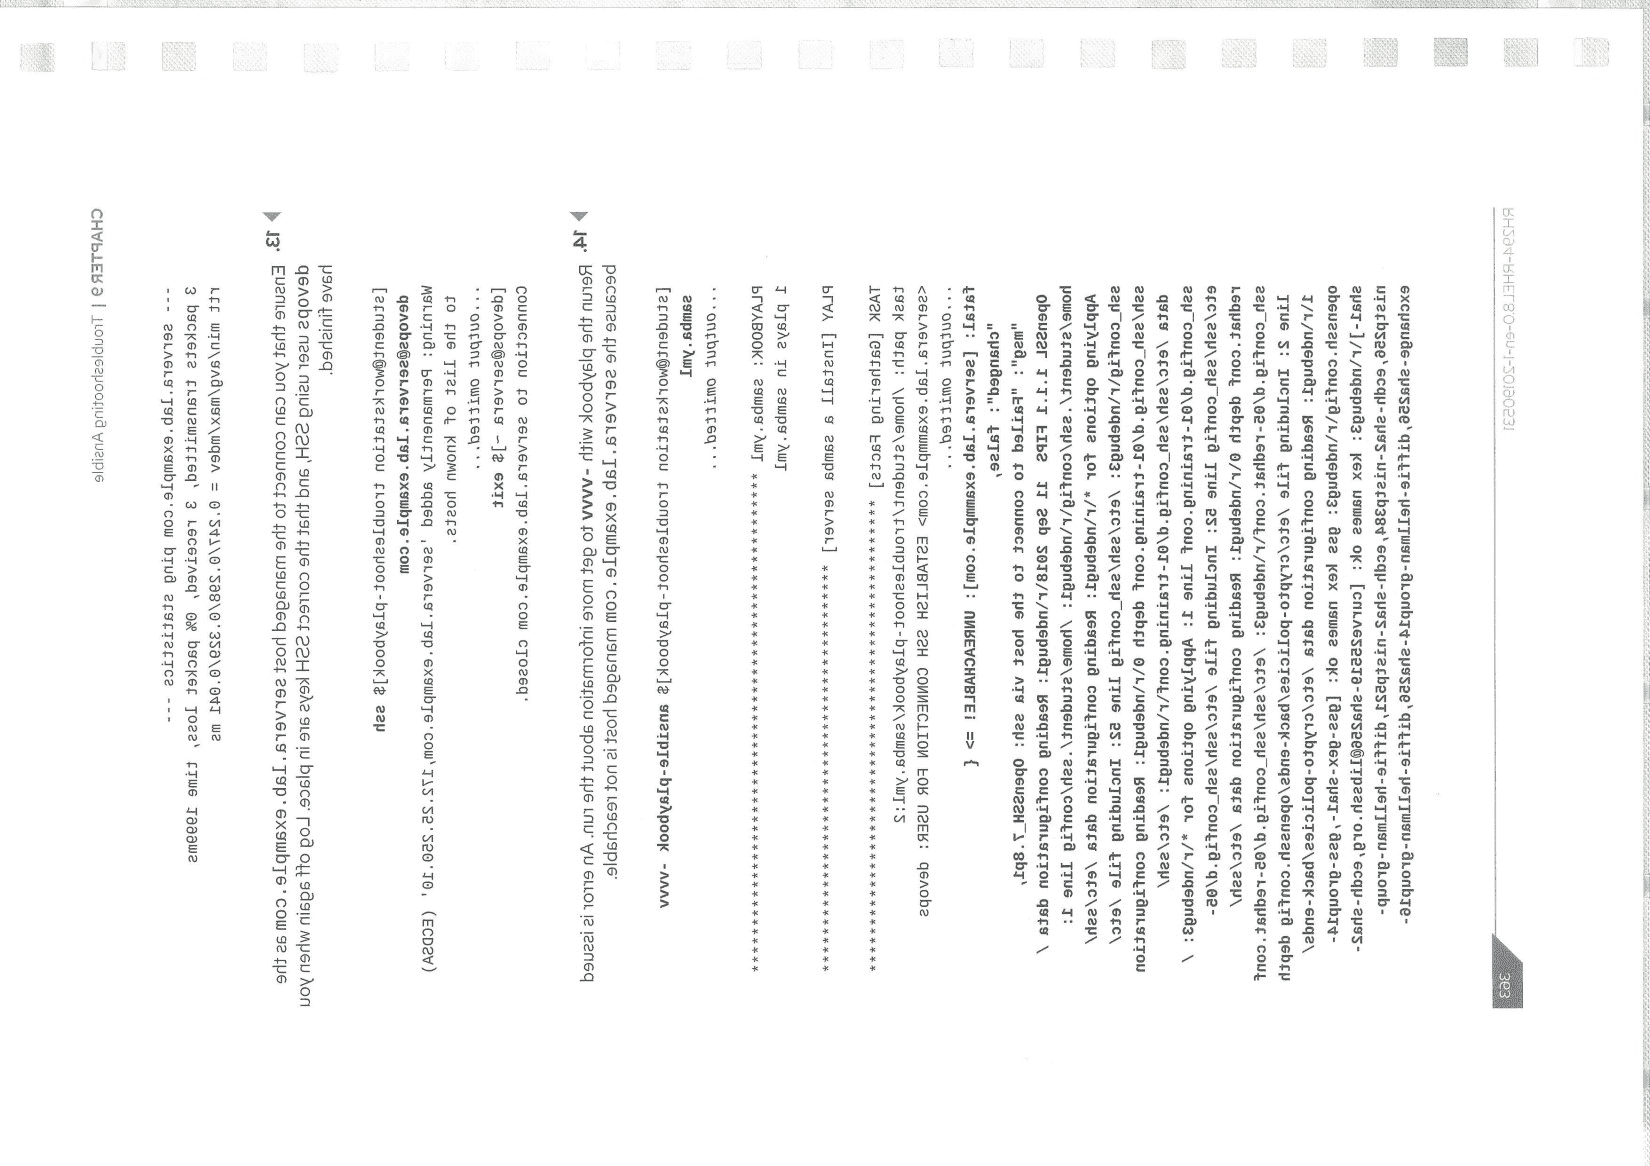 CHAPTER 9 | Troubleshooting Ansible
--- servera.lab.example.com ping statistics ---
3 packets transmitted, 3 received, 0% packet loss, time 1999ms
rtt min/avg/max/mdev = 0.247/0.268/0.326/0.041 ms
13. Ensure that you can connect to the managed host servera.lab.example.com as the
devops user using SSH, and that the correct SSH keys are in place. Log off again when you
have finished.
[student@workstation troubleshoot-playbook]$ ssh
devops@servera.lab.example.com
Warning: Permanently added 'servera.lab.example.com,172.25.250.10' (ECDSA)
to the list of known hosts.
...output omitted...
[devops@servera ~]$ exit
Connection to servera.lab.example.com closed.
14. Rerun the playbook with -vvvv to get more information about the run. An error is issued
because the servera.lab.example.com managed host is not reachable.
[student@workstation troubleshoot-playbook]$ ansible-playbook -vvvv
samba.yml
...output omitted...
PLAYBOOK: samba.yml **************************************************
1 plays in samba.yml
PLAY [Install a samba server] ****************************************
TASK [Gathering Facts] ***********************************************
task path: /home/student/troubleshoot-playbook/samba.yml:2
<servera.lab.exammple.com> ESTABLISH SSH CONNECTION FOR USER: devops
...output omitted...
fatal: [servera.lab.exammple.com]: UNREACHABLE! => {
"changed": false,
"msg": "Failed to connect to the host via ssh: OpenSSH_7.8p1,
OpenSSL 1.1.1 FIPS 11 Sep 2018\r\ndebug1: Reading configuration data /
home/student/.ssh/config\r\ndebug1: /home/student/.ssh/config line 1:
Applying options for *\r\ndebug1: Reading configuration data /etc/ssh/
ssh_config\r\ndebug3: /etc/ssh/ssh_config line 52: Including file /etc/
ssh/ssh_config.d/01-training.conf depth 0\r\ndebug1: Reading configuration
data /etc/ssh/ssh_config.d/01-training.conf\r\ndebug1: /etc/ssh/
ssh_config.d/01-training.conf line 1: Applying options for *\r\ndebug3: /
etc/ssh/ssh_config line 52: Including file /etc/ssh/ssh_config.d/05-
redhat.conf depth 0\r\ndebug1: Reading configuration data /etc/ssh/
ssh_config.d/05-redhat.conf\r\ndebug3: /etc/ssh/ssh_config.d/05-redhat.conf
line 2: Including file /etc/crypto-policies/back-ends/openssh.config depth
1\r\ndebug1: Reading configuration data /etc/crypto-policies/back-ends/
openssh.config\r\ndebug3: gss kex names ok: [gss-gex-sha1-,gss-group14-
sha1-]\r\ndebug3: kex names ok: [curve25519-sha256@libssh.org,ecdh-sha2-
nistp256,ecdh-sha2-nistp384,ecdh-sha2-nistp521,diffie-hellman-group-
exchange-sha256,diffie-hellman-group14-sha256,diffie-hellman-group16-
RH294-RHEL8.0-en-1-20190531
363